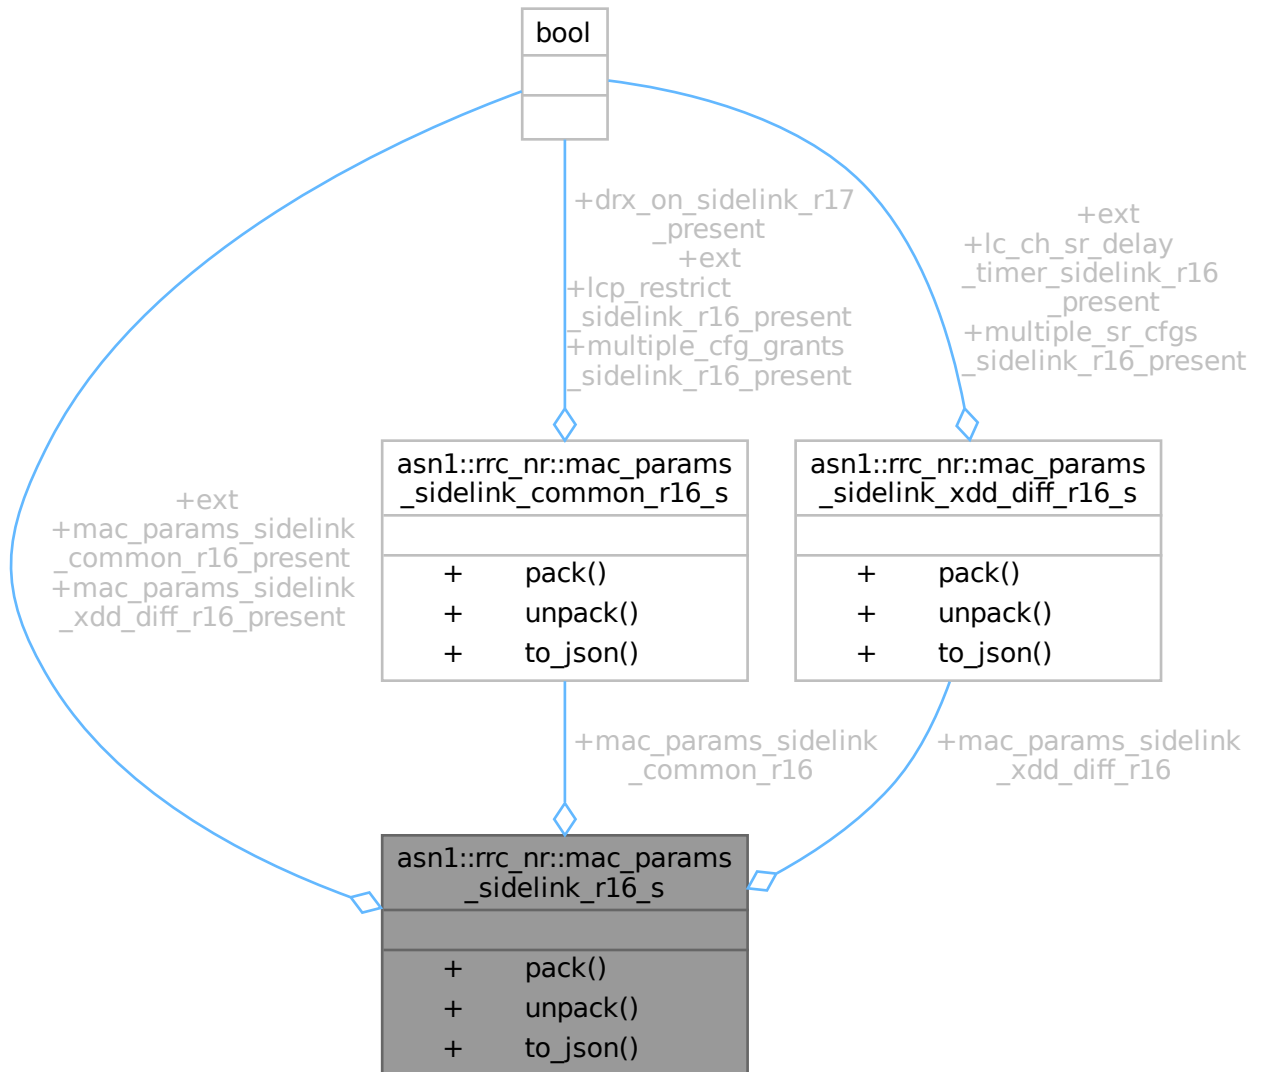 bool
+drx_on_sidelink_r17
_present
+ext
+lcp_restrict
_sidelink_r16_present
+multiple_cfg_grants
_sidelink_r16_present
+ext
+lc_ch_sr_delay
_timer_sidelink_r16
_present
+multiple_sr_cfgs
_sidelink_r16_present
+ext
+mac_params_sidelink
_common_r16_present
+mac_params_sidelink
_xdd_diff_r16_present
asn1::rrc_nr::mac_params
_sidelink_common_r16_s
+ pack()
+ unpack()
+ to_json()
asn1::rrc_nr::mac_params
_sidelink_xdd_diff_r16_s
+ pack()
+ unpack()
+ to_json()
+mac_params_sidelink
_common_r16
+mac_params_sidelink
_xdd_diff_r16
asn1::rrc_nr::mac_params
_sidelink_r16_s
+ pack()
+ unpack()
+ to_json()